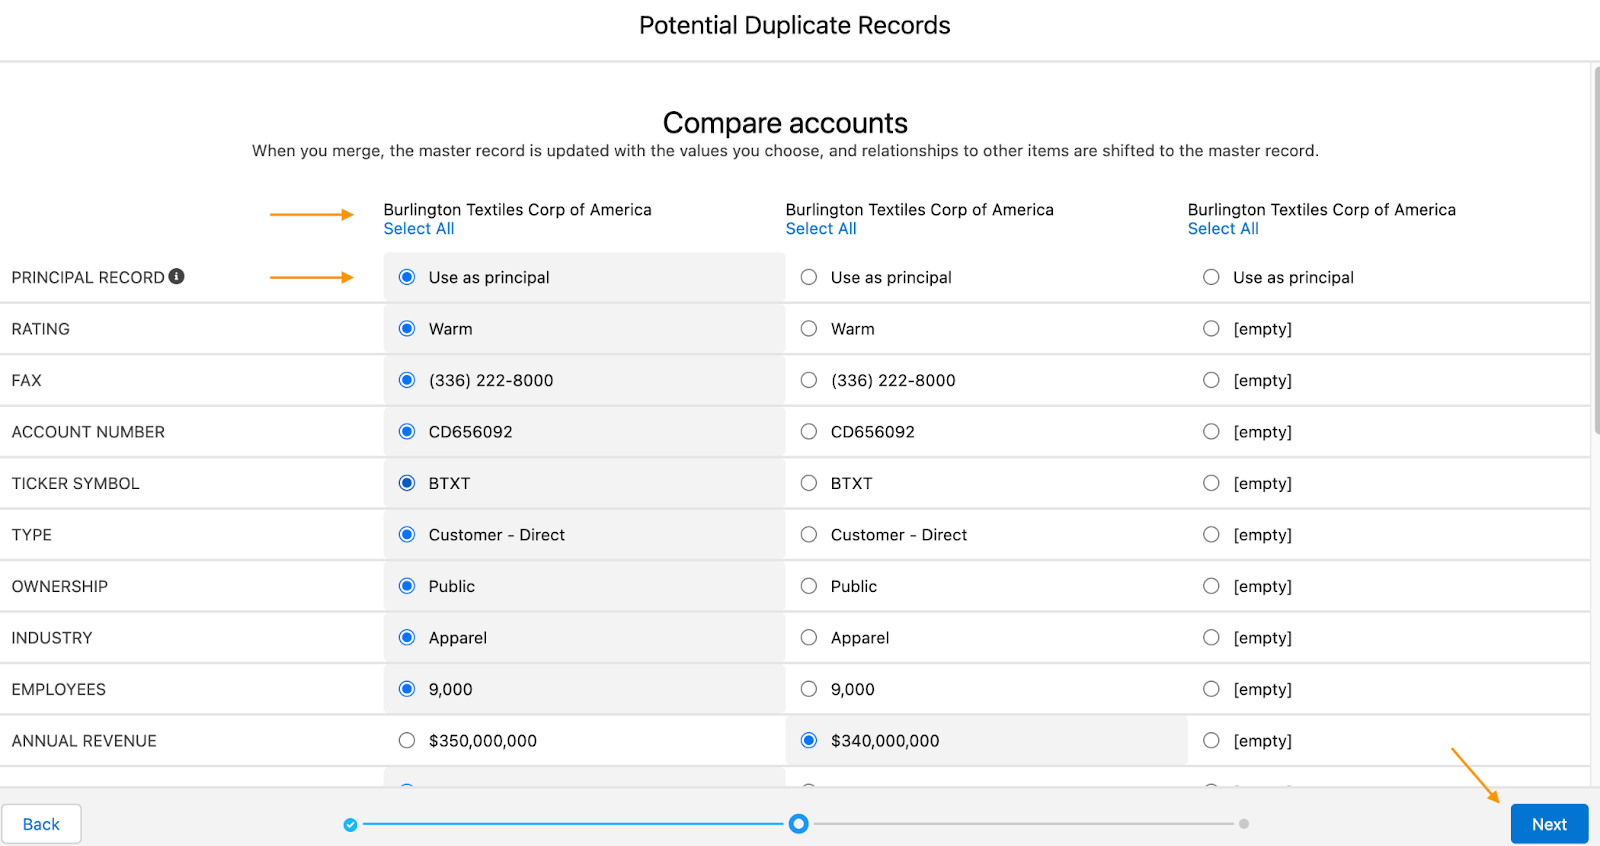 Potential Duplicate Records
Compare accounts
When you merge, the master record is updated with the values you choose, and relationships to other items are shifted to the master record.
Burlington Textiles Corp of America Burlington Textiles Corp of America Burlington Textiles Corp of America
Select All Select All Select All
PRINCIPAL RECORD Use as principal Use as principal Use as principal
RATING Warm Warm [empty]
FAX (336) 222-8000 (336) 222-8000 [empty]
ACCOUNT NUMBER CD656092 CD656092 [empty]
TICKER SYMBOL BTXT BTXT [empty]
TYPE Customer - Direct Customer - Direct [empty]
OWNERSHIP Public Public [empty]
INDUSTRY Apparel Apparel [empty]
EMPLOYEES 9,000 9,000 [empty]
ANNUAL REVENUE $350,000,000 $340,000,000 [empty]
Back Next